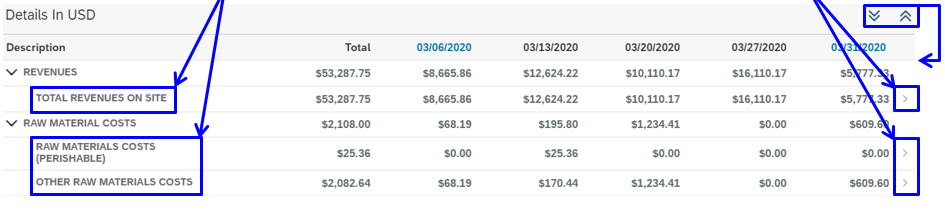 Details In USD
Description Total 03/06/2020 03/13/2020 03/20/2020 03/27/2020 03/31/2020
REVENUES $53,287.75 $8,665.86 $12,624.22 $10,110.17 $16,110.17 $5,777.33
TOTAL REVENUES ON SITE $53,287.75 $8,665.86 $12,624.22 $10,110.17 $16,110.17 $5,777.33
RAW MATERIAL COSTS $2,108.00 $68.19 $195.80 $1,234.41 $0.00 $609.60
RAW MATERIALS COSTS
(PERISHABLE) $25.36 $0.00 $25.36 $0.00 $0.00 $0.00
OTHER RAW MATERIALS COSTS $2,082.64 $68.19 $170.44 $1,234.41 $0.00 $609.60